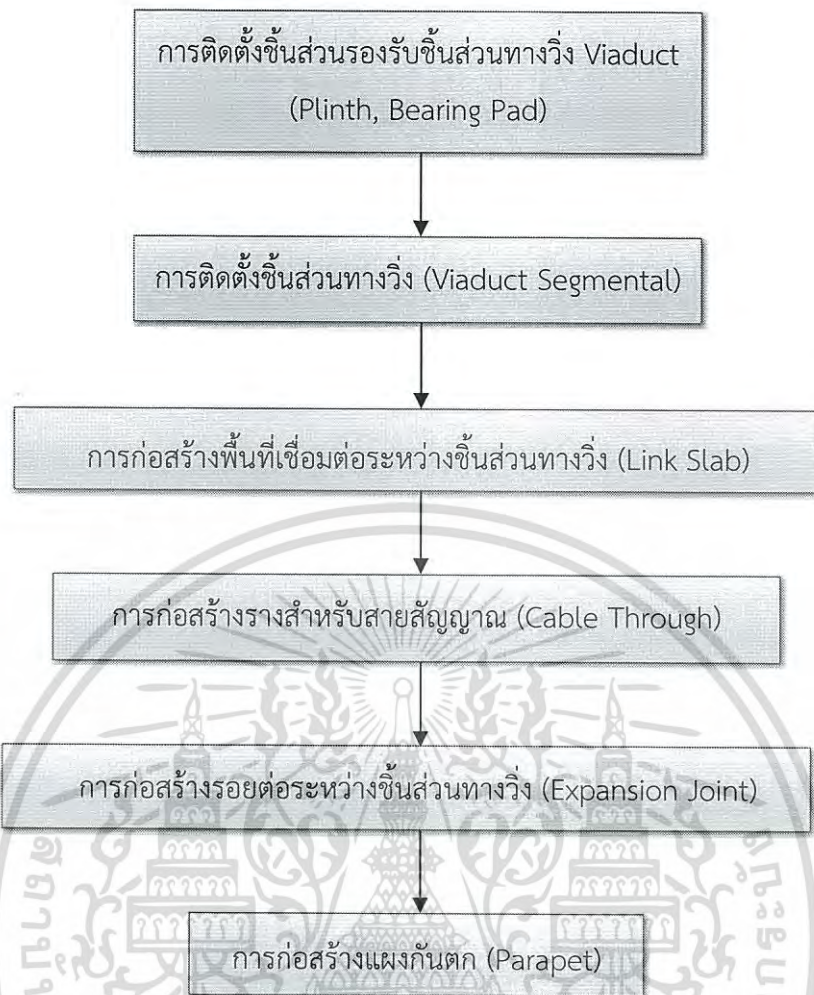 การติดตั้งชิ้นส่วนรองรับชิ้นส่วนทางวิ่ง Viaduct
(Plinth, Bearing Pad)
การติดตั้งชิ้นส่วนทางวิ่ง (Viaduct Segmental)
การก่อสร้างพื้นที่เชื่อมต่อระหว่างชิ้นส่วนทางวิ่ง (Link Slab)
การก่อสร้างรางสำหรับสายสัญญาณ (Cable Through)
การก่อสร้างรอยต่อระหว่างชิ้นส่วนทางวิ่ง (Expansion Joint)
การก่อสร้างแผงกันตก (Parapet)